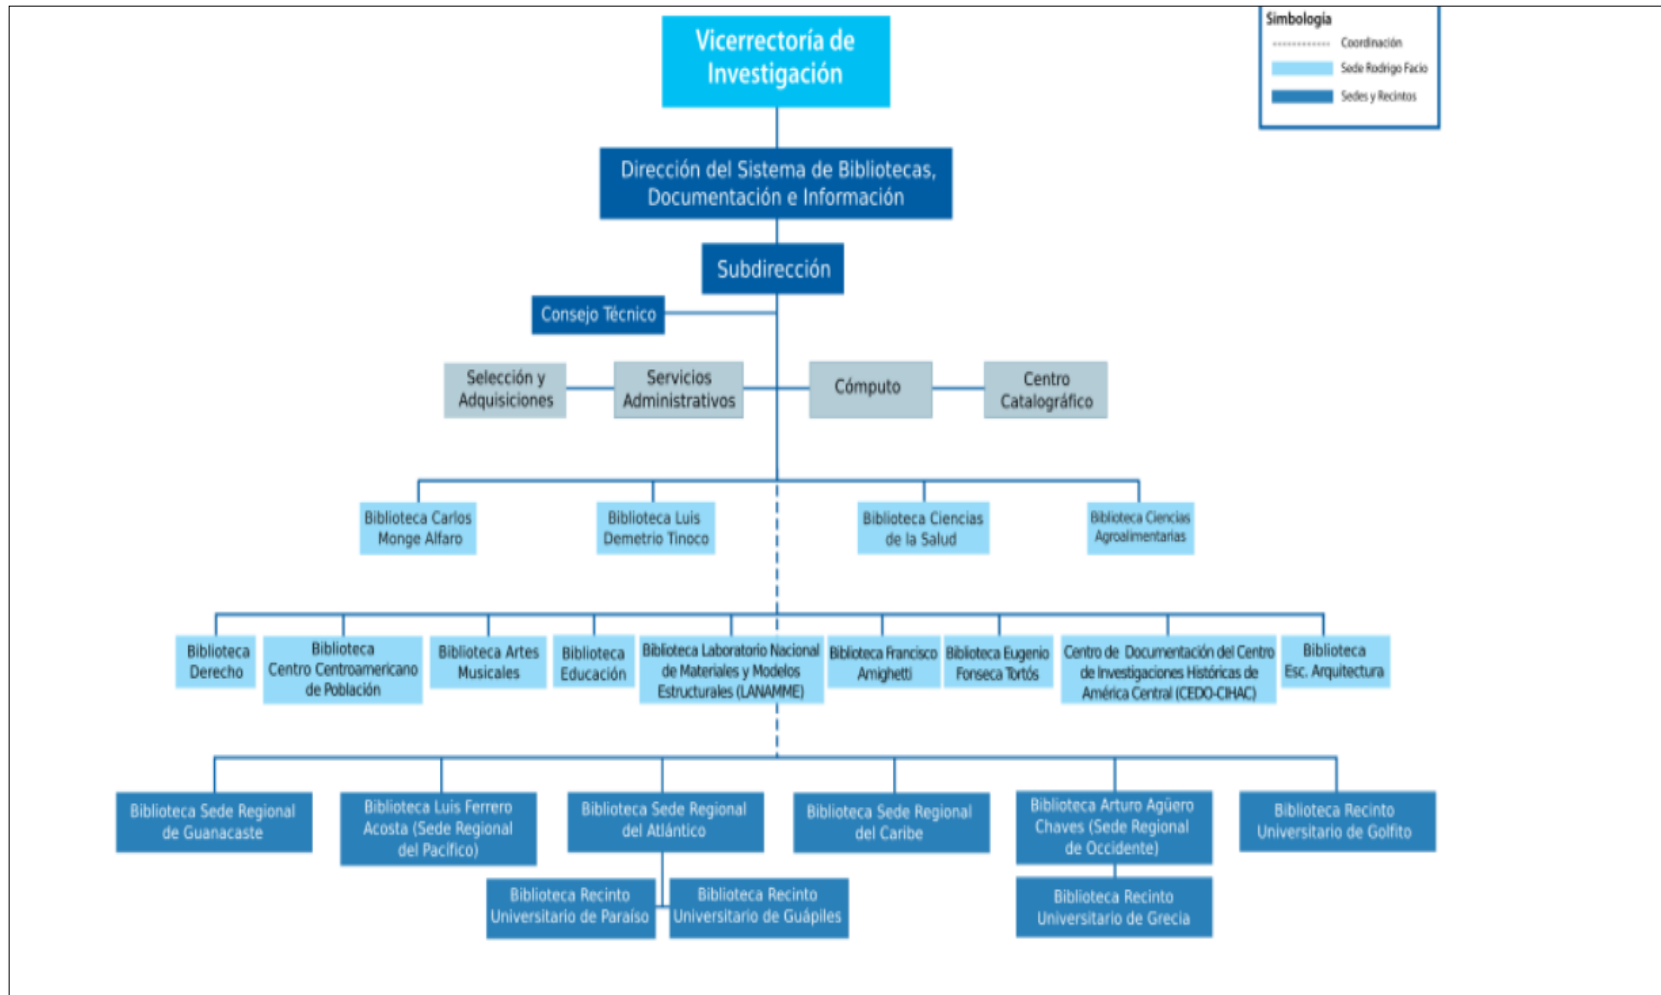 Simbología
Coordinación
Sede Rodrigo Facio
Sedes y Recintos
Vicerrectoría de
Investigación
Dirección del Sistema de Bibliotecas,
Documentación e Información
Subdirección
Consejo Técnico
Selección y
Adquisiciones
Servicios
Administrativos
Cómputo
Centro
Catalográfico
Biblioteca Carlos
Monge Alfaro
Biblioteca Luis
Demetrio Tinoco
Biblioteca Ciencias
de la Salud
Biblioteca Ciencias
Agroalimentarias
Biblioteca
Derecho
Biblioteca
Centro Centroamericano
de Población
Biblioteca Artes
Musicales
Biblioteca
Educación
Biblioteca Laboratorio Nacional
de Materiales y Modelos
Estructurales (LANAMME)
Biblioteca Francisco
Amighetti
Biblioteca Eugenio
Fonseca Tortós
Centro de Documentación del Centro
de Investigaciones Históricas de
América Central (CEDO-CIHAC)
Biblioteca
Esc. Arquitectura
Biblioteca Sede Regional
de Guanacaste
Biblioteca Luis Ferrero
Acosta (Sede Regional
del Pacífico)
Biblioteca Sede Regional
del Atlántico
Biblioteca Sede Regional
del Caribe
Biblioteca Arturo Agüero
Chaves (Sede Regional
de Occidente)
Biblioteca Recinto
Universitario de Golfito
Biblioteca Recinto
Universitario de Paraíso
Biblioteca Recinto
Universitario de Guápiles
Biblioteca Recinto
Universitario de Grecia